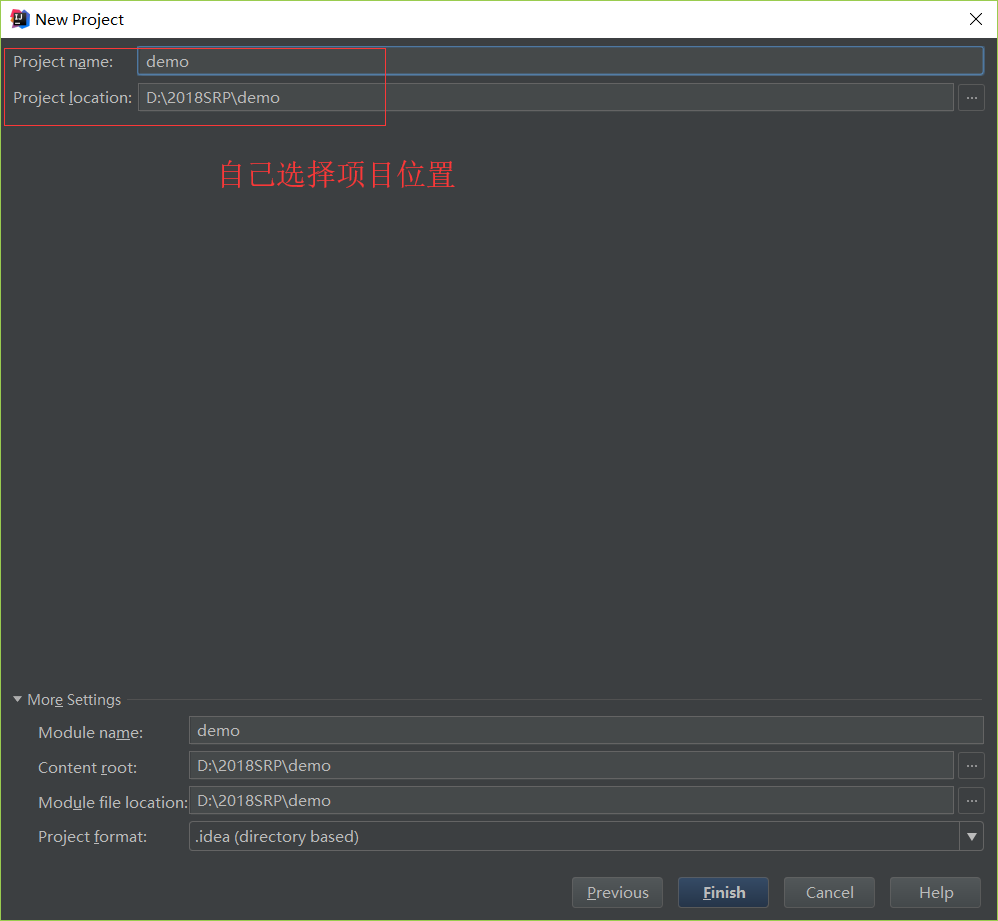 New Project
Project name: demo
Project location: D:\2018SRP\demo ...
自己选择项目位置
More Settings
Module name: demo
Content root: D:\2018SRP\demo ...
Module file location: D:\2018SRP\demo ...
Project format: .idea (directory based)
Previous Finish Cancel Help